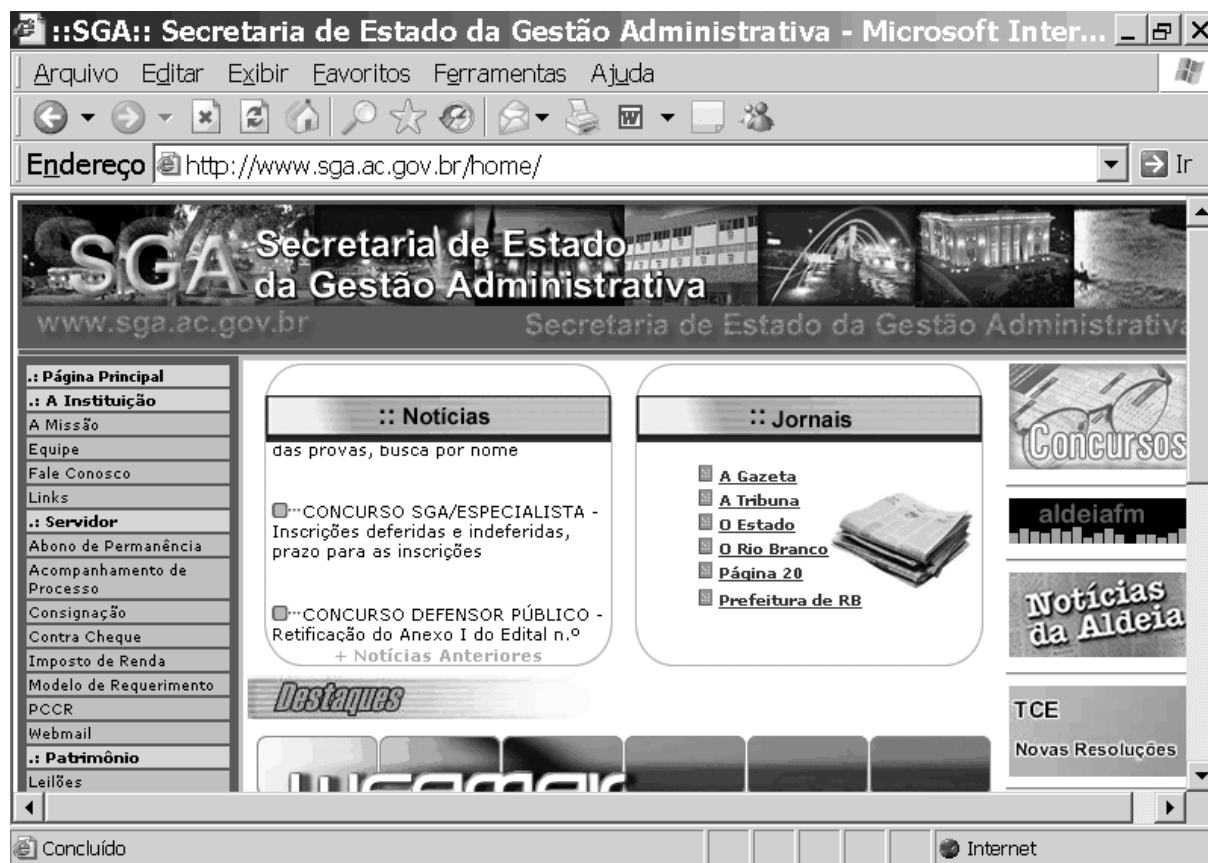 ::SGA:: Secretaria de Estado da Gestão Administrativa - Microsoft Inter...
Arquivo Editar Exibir Favoritos Ferramentas Ajuda
Endereço http://www.sga.ac.gov.br/home/ Ir
SGA Secretaria de Estado
da Gestão Administrativa
www.sga.ac.gov.br Secretaria de Estado da Gestão Administrativa
.: Página Principal
.: A Instituição
A Missão
Equipe
Fale Conosco
Links
.: Servidor
Abono de Permanência
Acompanhamento de
Processo
Consignação
Contra Cheque
Imposto de Renda
Modelo de Requerimento
PCCR
Webmail
.: Patrimônio
Leilões
:: Notícias
das provas, busca por nome
CONCURSO SGA/ESPECIALISTA -
Inscrições deferidas e indeferidas,
prazo para as inscrições
CONCURSO DEFENSOR PÚBLICO -
Retificação do Anexo I do Edital n.º
+ Notícias Anteriores
:: Jornais
A Gazeta
A Tribuna
O Estado
O Rio Branco
Página 20
Prefeitura de RB
Destaques
Concursos
aldeiafm
Notícias
da Aldeia
TCE
Novas Resoluções
Concluído
Internet